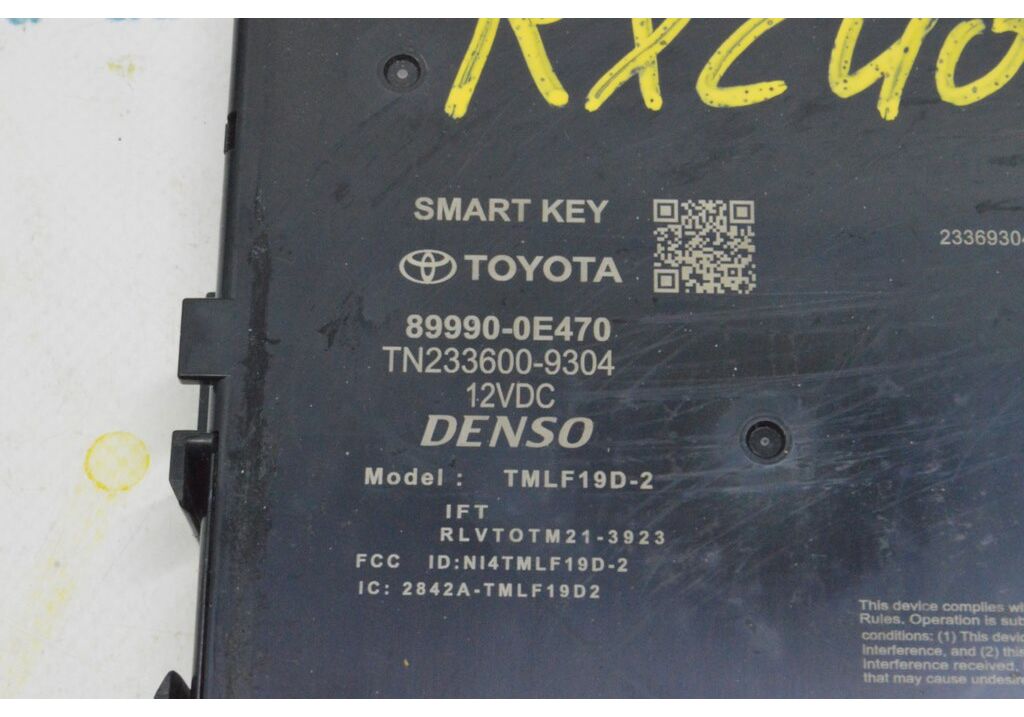 SMART KEY
TOYOTA
89990-0E470
TN233600-9304
12VDC
DENSO
Model : TMLF19D-2
IFT
RLVTOTM21-3923
FCC ID:NI4TMLF19D-2
IC: 2842A-TMLF19D2
This device complies
Rules. Operation is
conditions: (1) This
Interference, and (2) this
Interference received,
that may cause